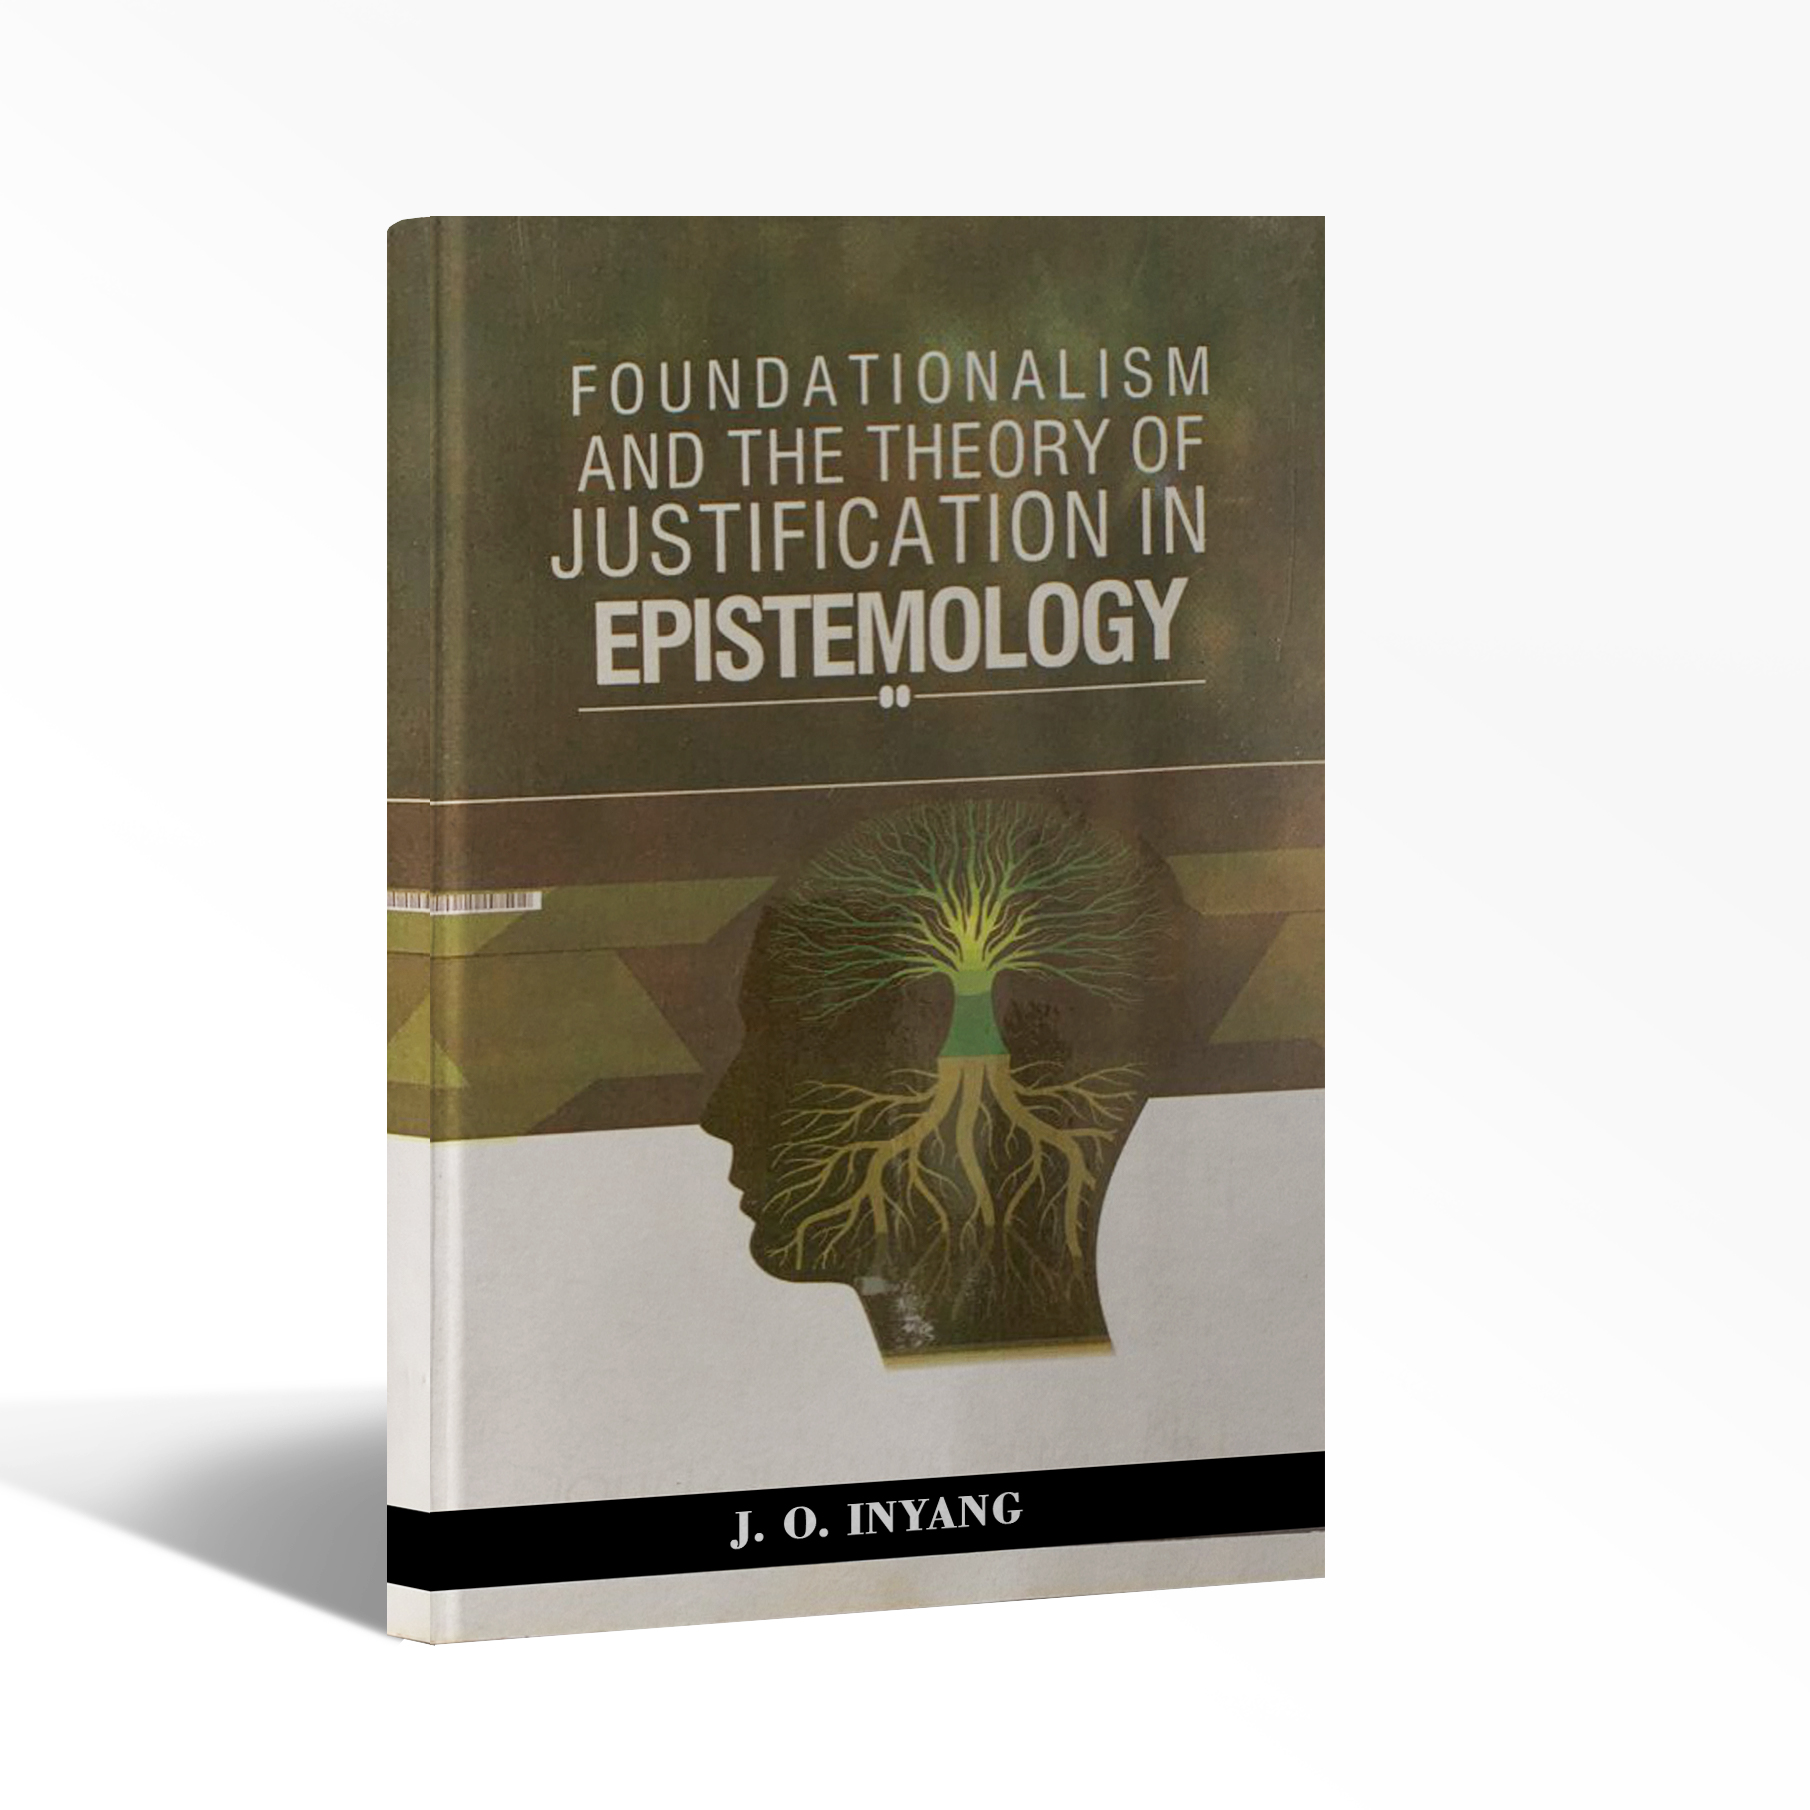 FOUNDATIONALISM
AND THE THEORY OF
JUSTIFICATION IN
EPISTEMOLOGY
J. O. INYANG